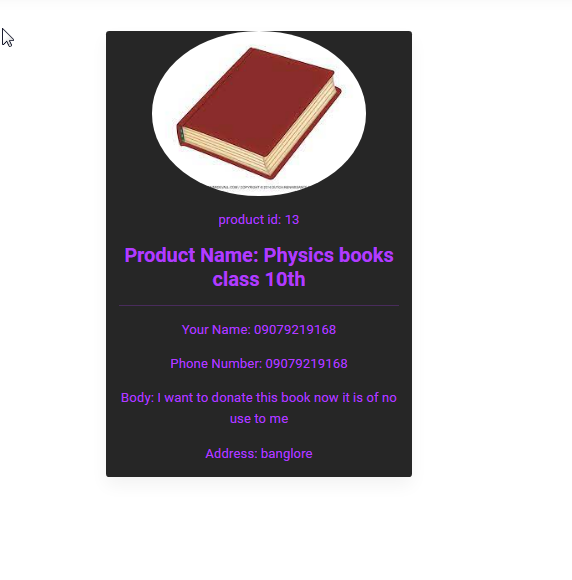 product id: 13
Product Name: Physics books
class 10th
Your Name: 09079219168
Phone Number: 09079219168
Body: I want to donate this book now it is of no
use to me
Address: banglore